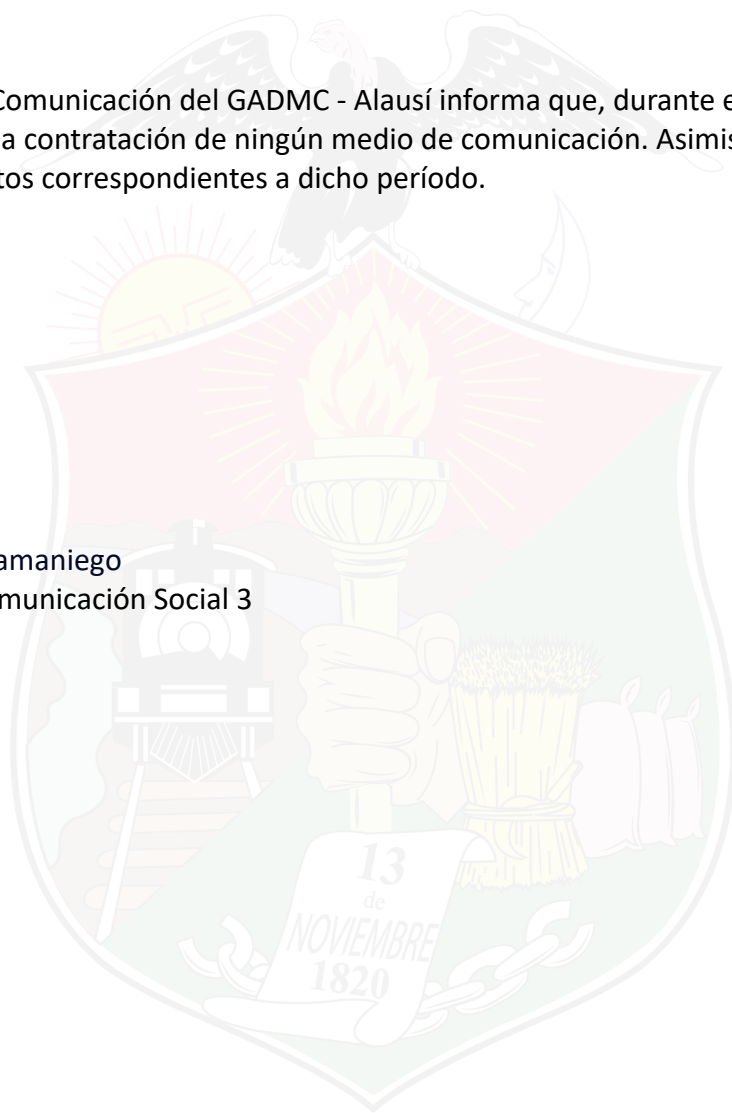 Comunicación del GADMC - Alausí informa que, durante
a contratación de ningún medio de comunicación. Asimis
tos correspondientes a dicho período.
amaniego
municación Social 3
13
de
NOVIEMBRE
1820